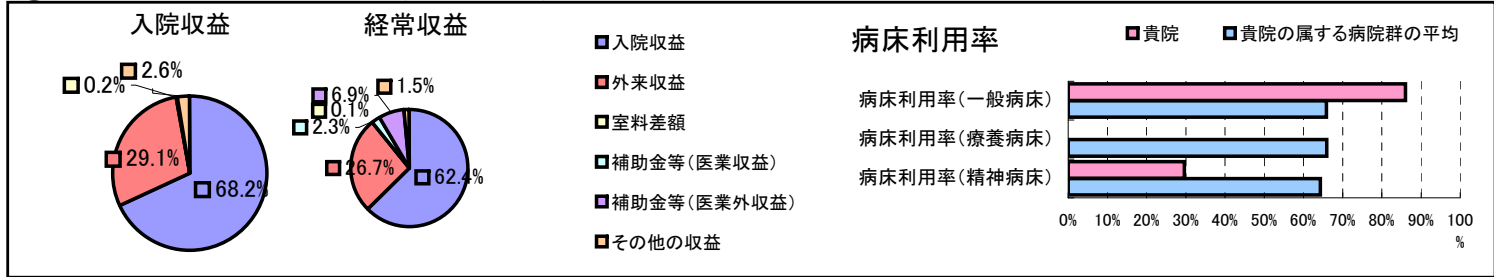 入院収益
2.6%
0.2%
29.1%
68.2%
経常収益
1.5%
6.9%
0.1%
2.3%
26.7%
62.4%
入院収益
外来収益
室料差額
補助金等(医業収益)
補助金等(医業外収益)
その他の収益
病床利用率
貴院 貴院の属する病院群の平均
病床利用率(一般病床)
病床利用率(療養病床)
病床利用率(精神病床)
0% 10% 20% 30% 40% 50% 60% 70% 80% 90% 100
%